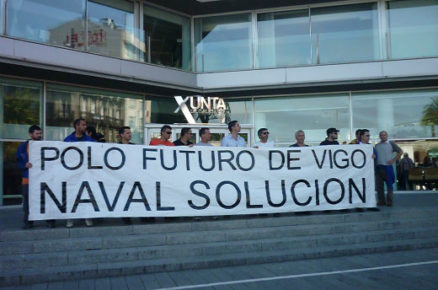 XUNTA
POLO FUTURO DE VIGO
NAVAL SOLUCION